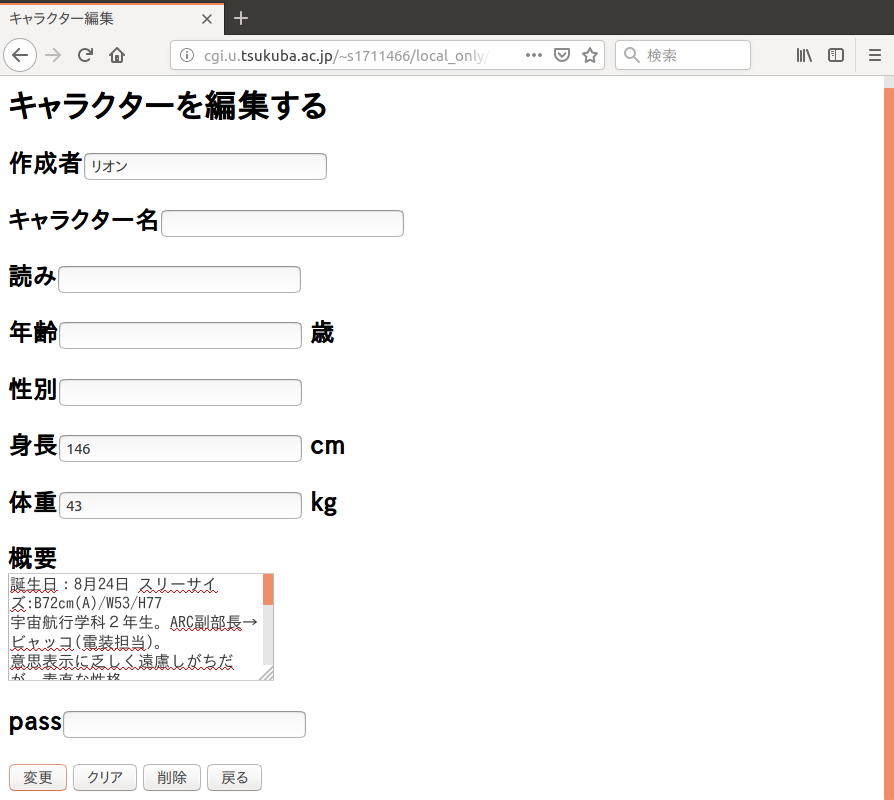 キャラクター編集
cgi.u.tsukuba.ac.jp/~s1711466/local_only/
検索
キャラクターを編集する
作成者 リオン
キャラクター名
読み
年齢 歳
性別
身長 146 cm
体重 43 kg
概要
誕生日：8月24日 スリーサイ
ズ:B72cm(A)/W53/H77
宇宙航行学科２年生。ARC副部長→
ビャッコ(電装担当)。
意思表示に乏しく遠慮しがちだ
が、素直な性格
pass
変更 クリア 削除 戻る